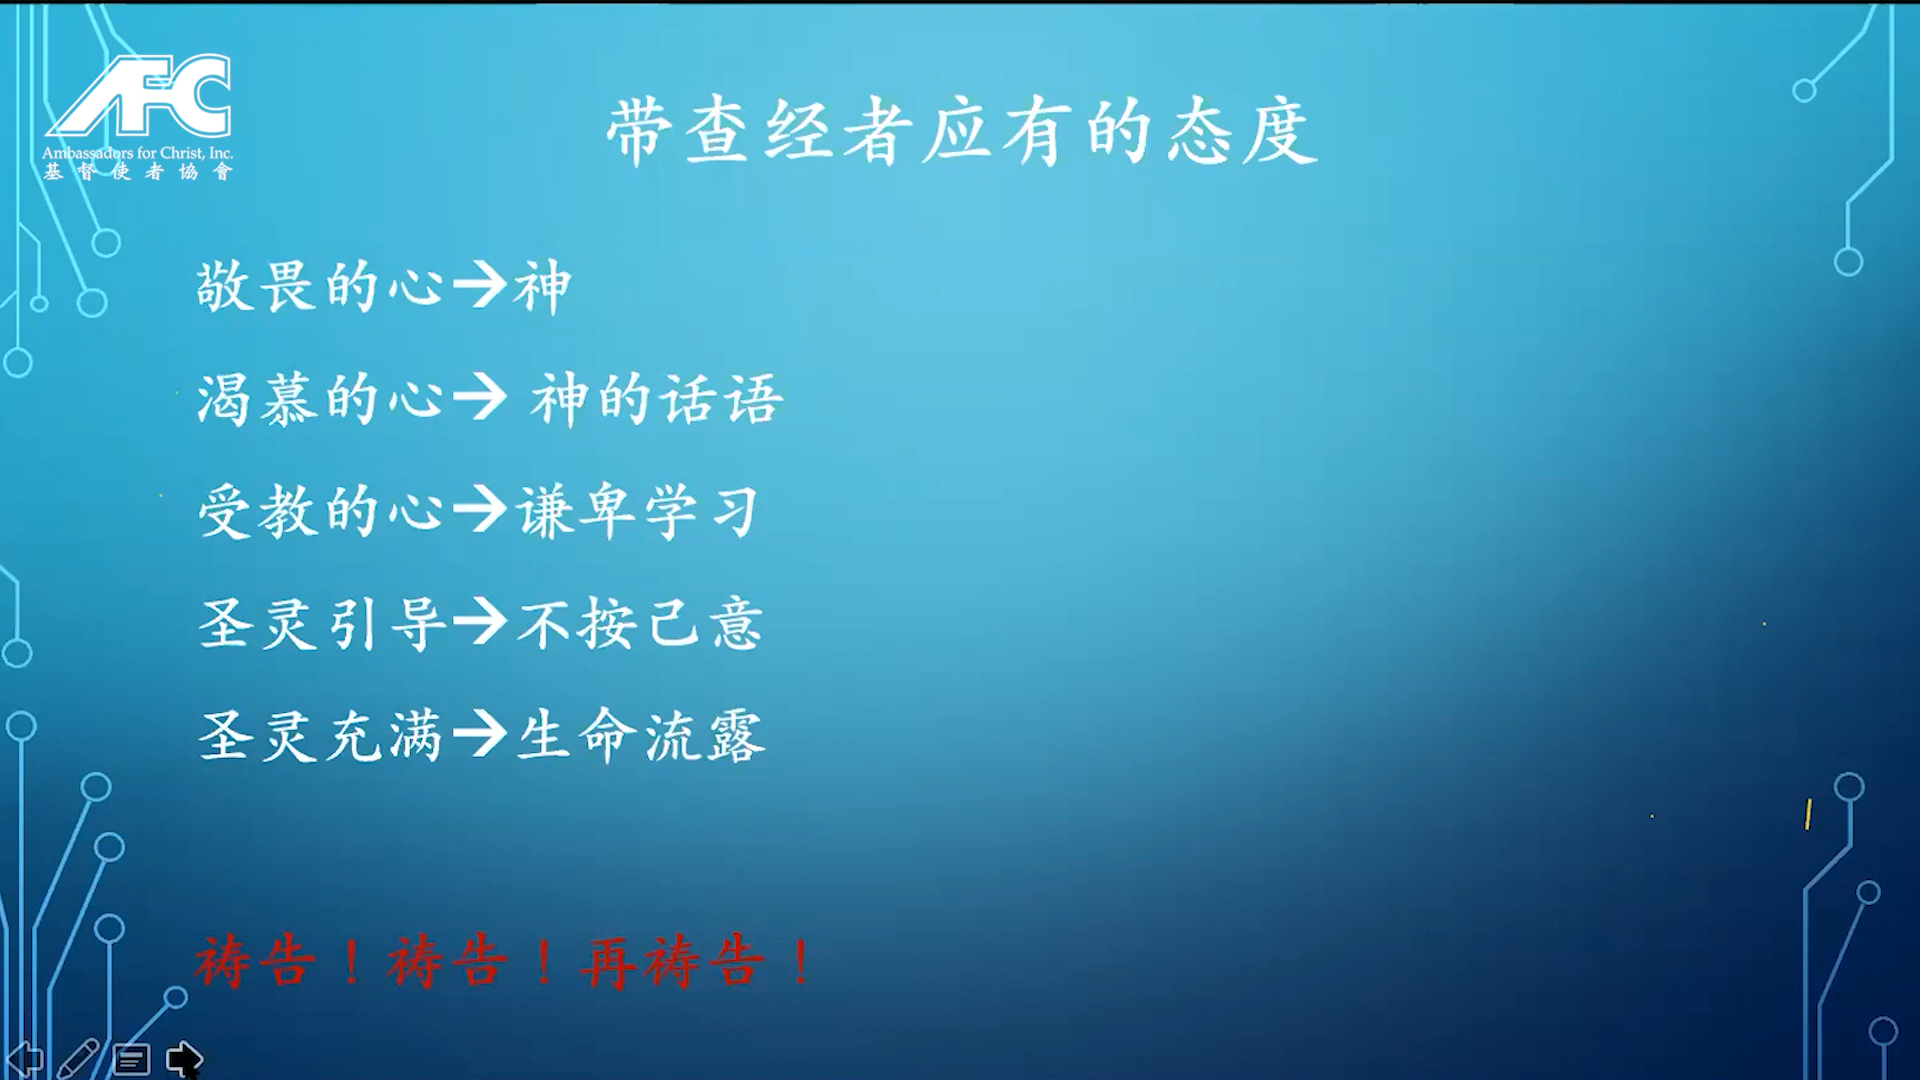 AFC
Ambassadors for Christ, Inc.
基督使者協會
带查经者应有的态度
敬畏的心→神
渴慕的心→ 神的话语
受教的心→谦卑学习
圣灵引导→不按己意
圣灵充满→生命流露
祷告！祷告！再祷告！